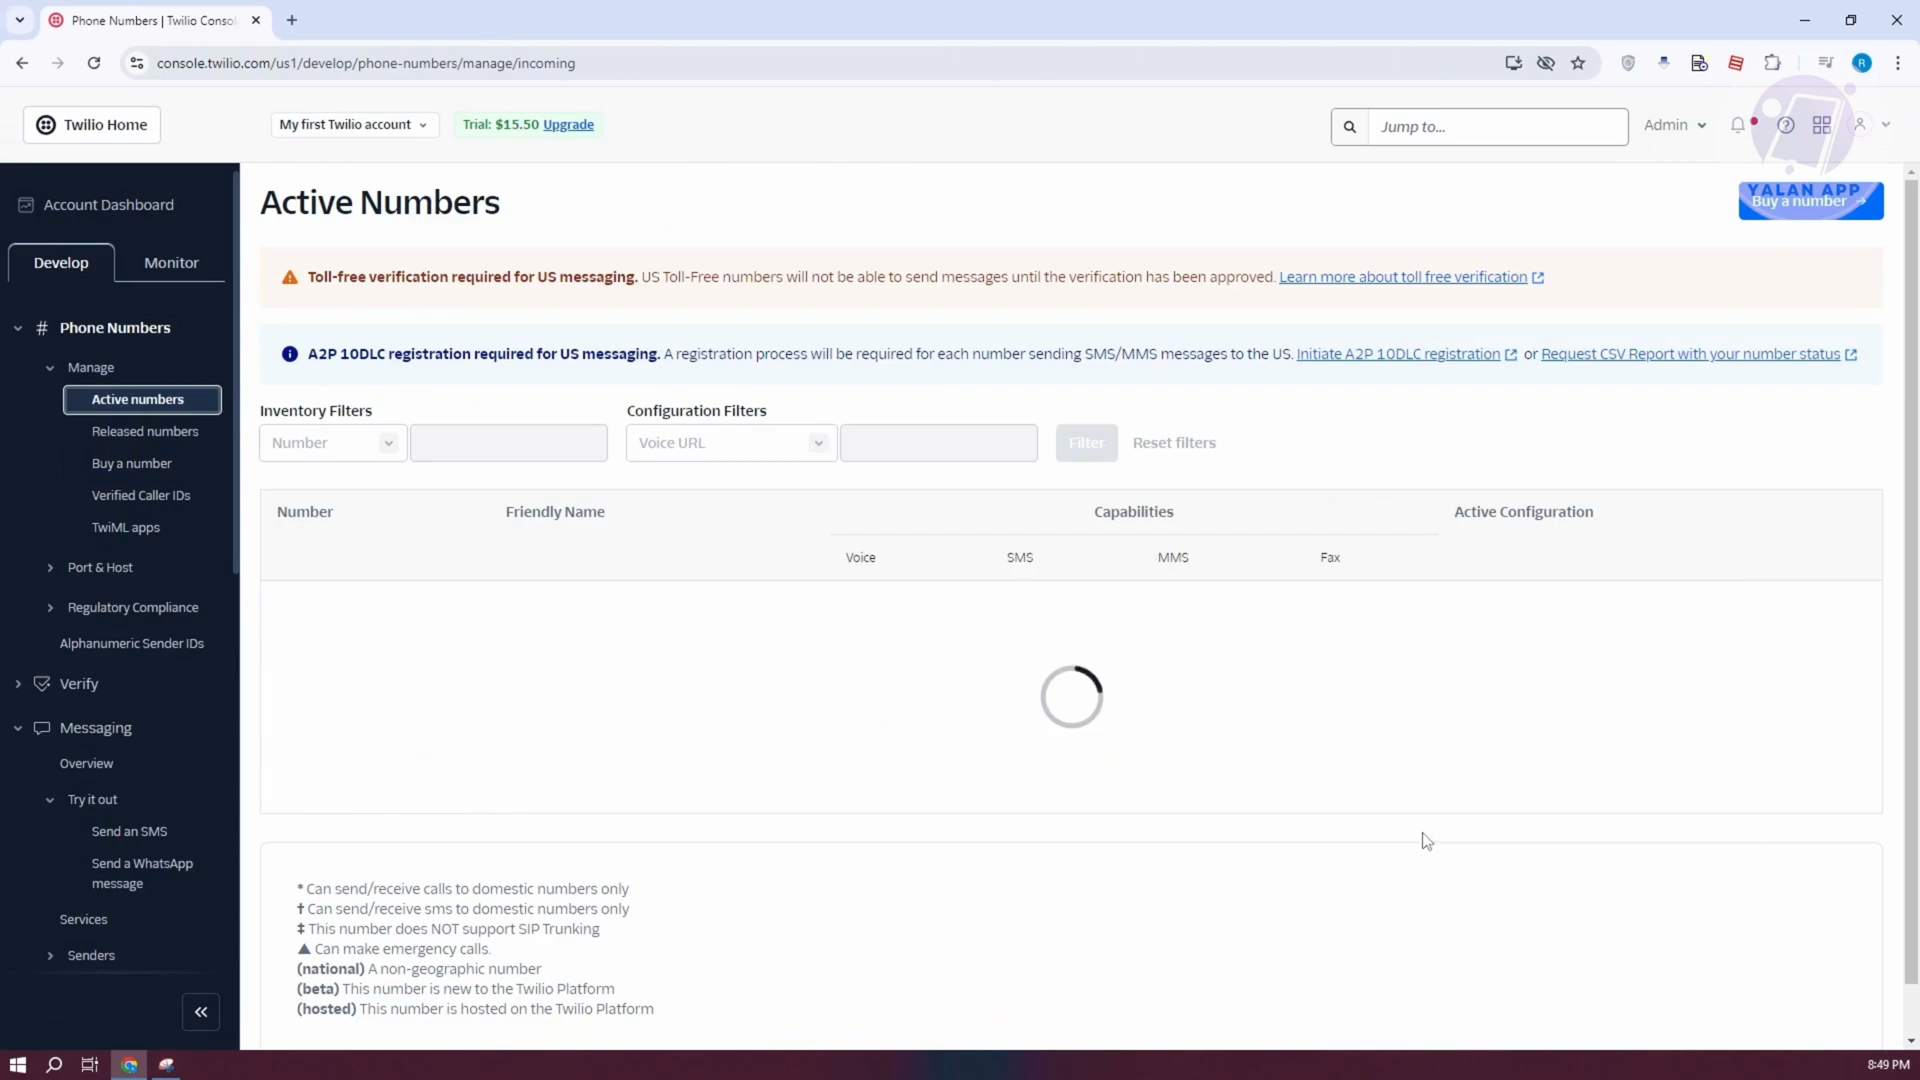 Phone Numbers | Twilio Consol
console.twilio.com/us1/develop/phone-numbers/manage/incoming
R
Twilio Home
My first Twilio account
Trial: $15.50 Upgrade
Jump to...
Admin
Account Dashboard
Develop
Monitor
# Phone Numbers
Manage
Active numbers
Released numbers
Buy a number
Verified Caller IDs
TwiML apps
Port & Host
Regulatory Compliance
Alphanumeric Sender IDs
Verify
Messaging
Overview
Try it out
Send an SMS
Send a WhatsApp
message
Services
Senders
Active Numbers
YALAN APP
Buy a number
Toll-free verification required for US messaging. US Toll-Free numbers will not be able to send messages until the verification has been approved. Learn more about toll free verification
A2P 10DLC registration required for US messaging. A registration process will be required for each number sending SMS/MMS messages to the US. Initiate A2P 10DLC registration or Request CSV Report with your number status
Inventory Filters
Configuration Filters
Number
Voice URL
Filter
Reset filters
Number
Friendly Name
Capabilities
Active Configuration
Voice
SMS
MMS
Fax
* Can send/receive calls to domestic numbers only
† Can send/receive sms to domestic numbers only
‡ This number does NOT support SIP Trunking
▲ Can make emergency calls.
(national) A non-geographic number
(beta) This number is new to the Twilio Platform
(hosted) This number is hosted on the Twilio Platform
8:49 PM